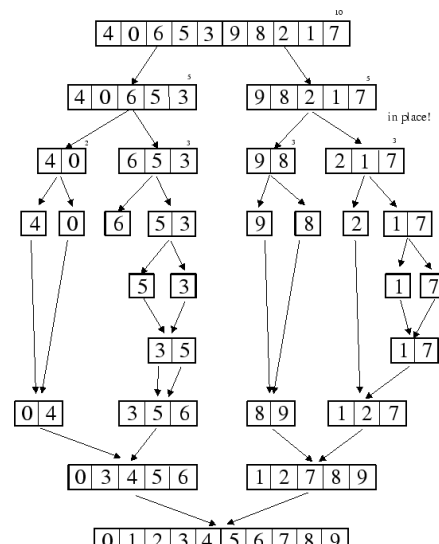 10
4 0 6 5 3 9 8 2 1 7
5 5
4 0 6 5 3 9 8 2 1 7
in place!
2 3 3 3
4 0 6 5 3 9 8 2 1 7
4 0 6 5 3 9 8 2 1 7
5 3 1 7
3 5 1 7
0 4 3 5 6 8 9 1 2 7
0 3 4 5 6 1 2 7 8 9
0 1 2 3 4 5 6 7 8 9